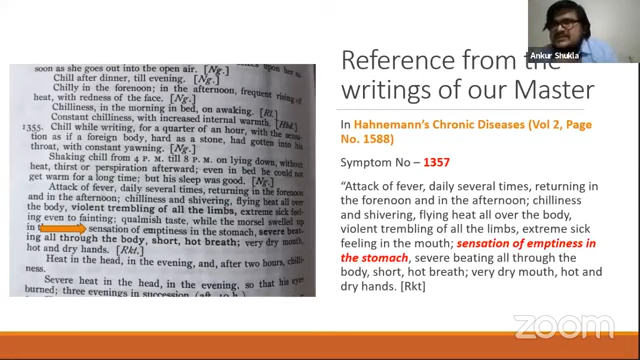 soon as she goes out into the open air. [Ng.]
Chill after dinner, till evening. [Ng.]
Chilly in the forenoon; in the afternoon, frequent rising of
heat, with redness of the face. [Ng.]
Chilliness, in the morning in bed, on awaking.
Constant chilliness with increased internal warmth. [Hbd.]
1355. Chill while writing, for a quarter of an hour, with the sensa-
tion as if a foreign body, hard as a stone, had gotten into his
throat, with constant yawning. [Ng.]
Shaking chill from 4 P. M. till 8 P. M. on lying down, without
heat, thirst or perspiration afterward; even in bed he could not
get warm for a long time; but his sleep was good. [Ng.]
Attack of fever, daily several times, returning in the forenoon
and in the afternoon; chilliness and shivering, flying heat all over
the body, violent trembling of all the limbs, extreme sick feel-
ing even to fainting; qualmish taste, while the morsel swelled up
in t sensation of emptiness in the stomach, severe beat-
ing all through the body, short, hot breath; very dry mouth,
hot and dry hands. [Rkt.]
Heat in the head, in the evening, and, after two hours, chilli-
ness.
Severe heat in the head, in the evening, so that his eyes
burned; three evenings in succession
Ankur Shukla
Reference from the
writings of our Master
In Hahnemann's Chronic Diseases (Vol 2, Page
No. 1588)
Symptom No – 1357
"Attack of fever, daily several times, returning in the
forenoon and in the afternoon; chilliness
and shivering, flying heat all over the body,
violent trembling of all the limbs, extreme sick
feeling in the mouth; sensation of emptiness in
the stomach, severe beating all through the
body, short, hot breath; very dry mouth, hot and
dry hands. [Rkt]
zoom